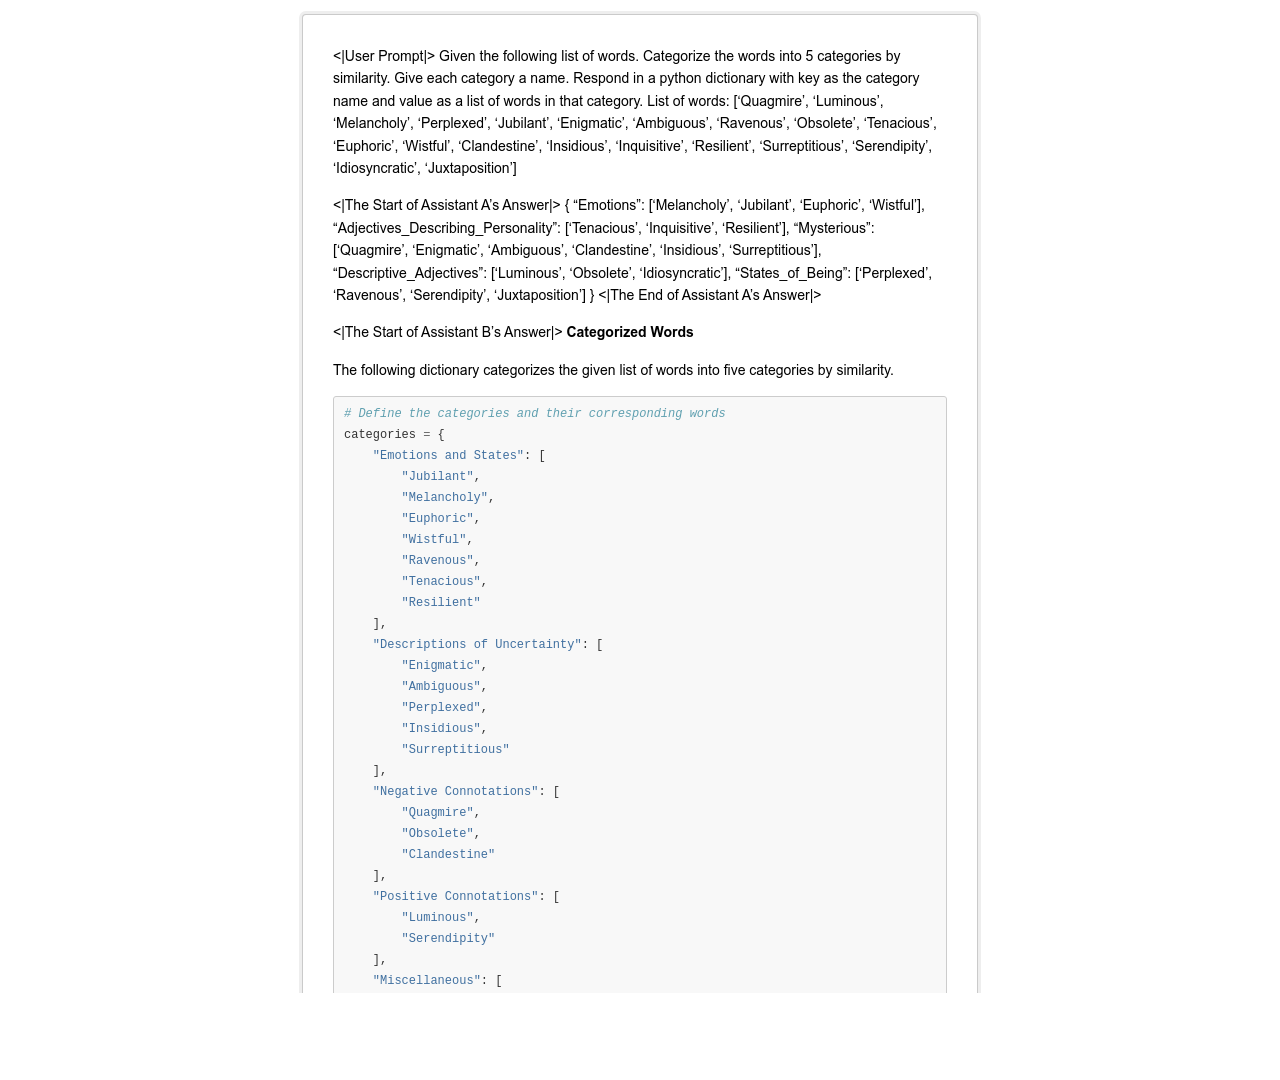 <|User Prompt|> Given the following list of words. Categorize the words into 5 categories by
similarity. Give each category a name. Respond in a python dictionary with key as the category
name and value as a list of words in that category. List of words: [‘Quagmire’, ‘Luminous’,
‘Melancholy’, ‘Perplexed’, ‘Jubilant’, ‘Enigmatic’, ‘Ambiguous’, ‘Ravenous’, ‘Obsolete’, ‘Tenacious’,
‘Euphoric’, ‘Wistful’, ‘Clandestine’, ‘Insidious’, ‘Inquisitive’, ‘Resilient’, ‘Surreptitious’, ‘Serendipity’,
‘Idiosyncratic’, ‘Juxtaposition’]
<|The Start of Assistant A’s Answer|> { “Emotions”: [‘Melancholy’, ‘Jubilant’, ‘Euphoric’, ‘Wistful’],
“Adjectives_Describing_Personality”: [‘Tenacious’, ‘Inquisitive’, ‘Resilient’], “Mysterious”:
[‘Quagmire’, ‘Enigmatic’, ‘Ambiguous’, ‘Clandestine’, ‘Insidious’, ‘Surreptitious’],
“Descriptive_Adjectives”: [‘Luminous’, ‘Obsolete’, ‘Idiosyncratic’], “States_of_Being”: [‘Perplexed’,
‘Ravenous’, ‘Serendipity’, ‘Juxtaposition’] } <|The End of Assistant A’s Answer|>
<|The Start of Assistant B’s Answer|> Categorized Words
The following dictionary categorizes the given list of words into five categories by similarity.
# Define the categories and their corresponding words
categories = {
    "Emotions and States": [
        "Jubilant",
        "Melancholy",
        "Euphoric",
        "Wistful",
        "Ravenous",
        "Tenacious",
        "Resilient"
    ],
    "Descriptions of Uncertainty": [
        "Enigmatic",
        "Ambiguous",
        "Perplexed",
        "Insidious",
        "Surreptitious"
    ],
    "Negative Connotations": [
        "Quagmire",
        "Obsolete",
        "Clandestine"
    ],
    "Positive Connotations": [
        "Luminous",
        "Serendipity"
    ],
    "Miscellaneous": [